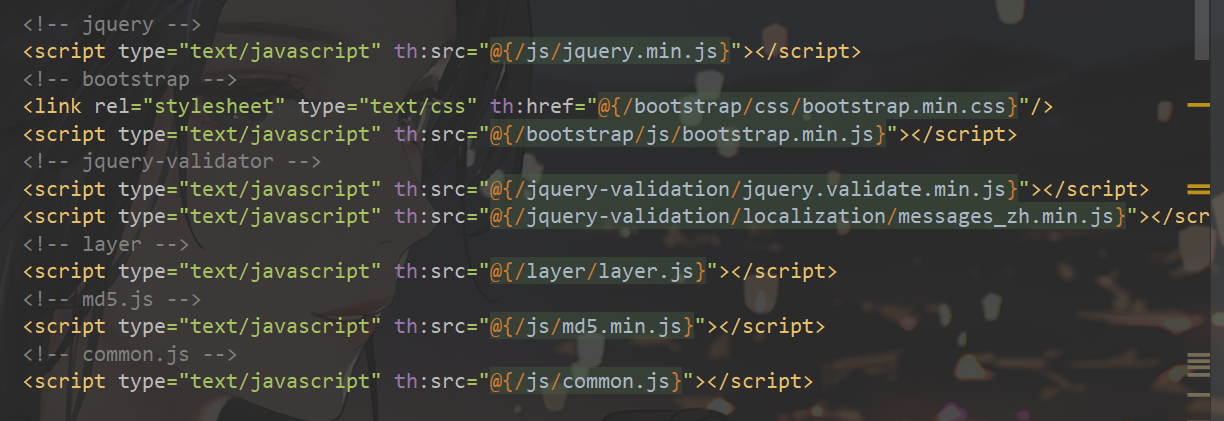 <!-- jquery -->
<script type="text/javascript" th:src="@{/js/jquery.min.js}"></script>
<!-- bootstrap -->
<link rel="stylesheet" type="text/css" th:href="@{/bootstrap/css/bootstrap.min.css}"/>
<script type="text/javascript" th:src="@{/bootstrap/js/bootstrap.min.js}"></script>
<!-- jquery-validator -->
<script type="text/javascript" th:src="@{/jquery-validation/jquery.validate.min.js}"></script>
<script type="text/javascript" th:src="@{/jquery-validation/localization/messages_zh.min.js}"></scr
<!-- layer -->
<script type="text/javascript" th:src="@{/layer/layer.js}"></script>
<!-- md5.js -->
<script type="text/javascript" th:src="@{/js/md5.min.js}"></script>
<!-- common.js -->
<script type="text/javascript" th:src="@{/js/common.js}"></script>